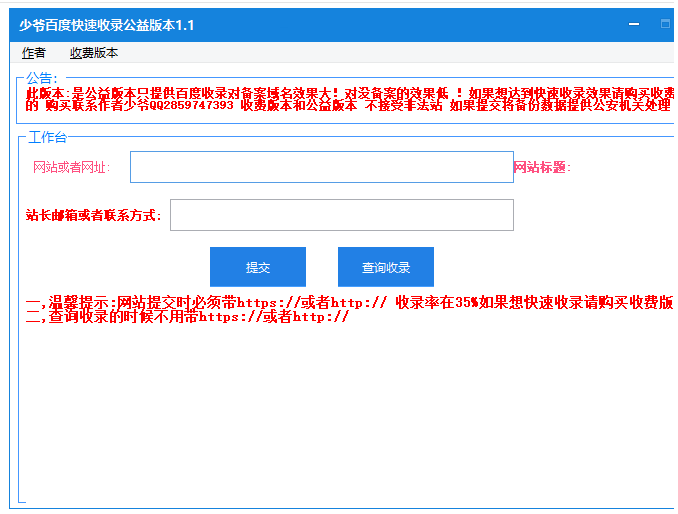 少爷百度快速收录公益版本1.1
作者 收费版本
公告:
此版本:是公益版本只提供百度收录对备案域名效果大! 对没备案的效果低 ! 如果想达到快速收录效果请购买收费
的 购买联系作者少爷QQ2859747393 收费版本和公益版本 不接受非法站 如果提交将备份数据提供公安机关处理
工作台
网站或者网址: 网站标题:
站长邮箱或者联系方式:
提交 查询收录
一,温馨提示:网站提交时必须带https://或者http:// 收录率在35%如果想快速收录请购买收费版
二,查询收录的时候不用带https://或者http://